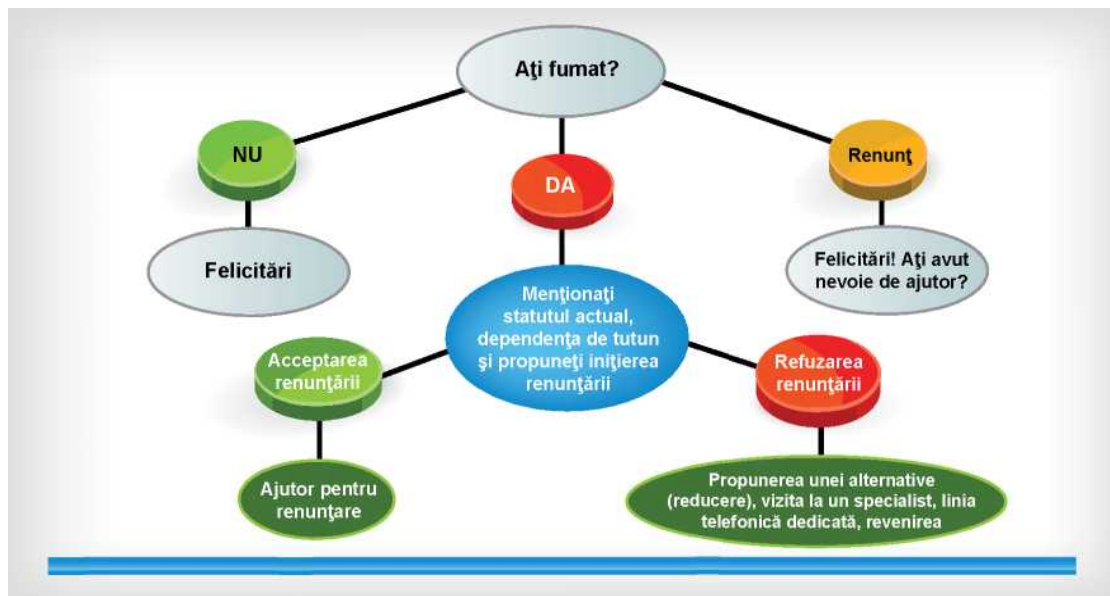 Aţi fumat?
NU
DA
Renunţ
Felicitări
Felicitări! Aţi avut
nevoie de ajutor?
Menţionaţi
statutul actual,
dependenţa de tutun
şi propuneţi iniţierea
renunţării
Acceptarea
renunţării
Refuzarea
renunţării
Ajutor pentru
renunţare
Propunerea unei alternative
(reducere), vizita la un specialist, linia
telefonică dedicată, revenirea